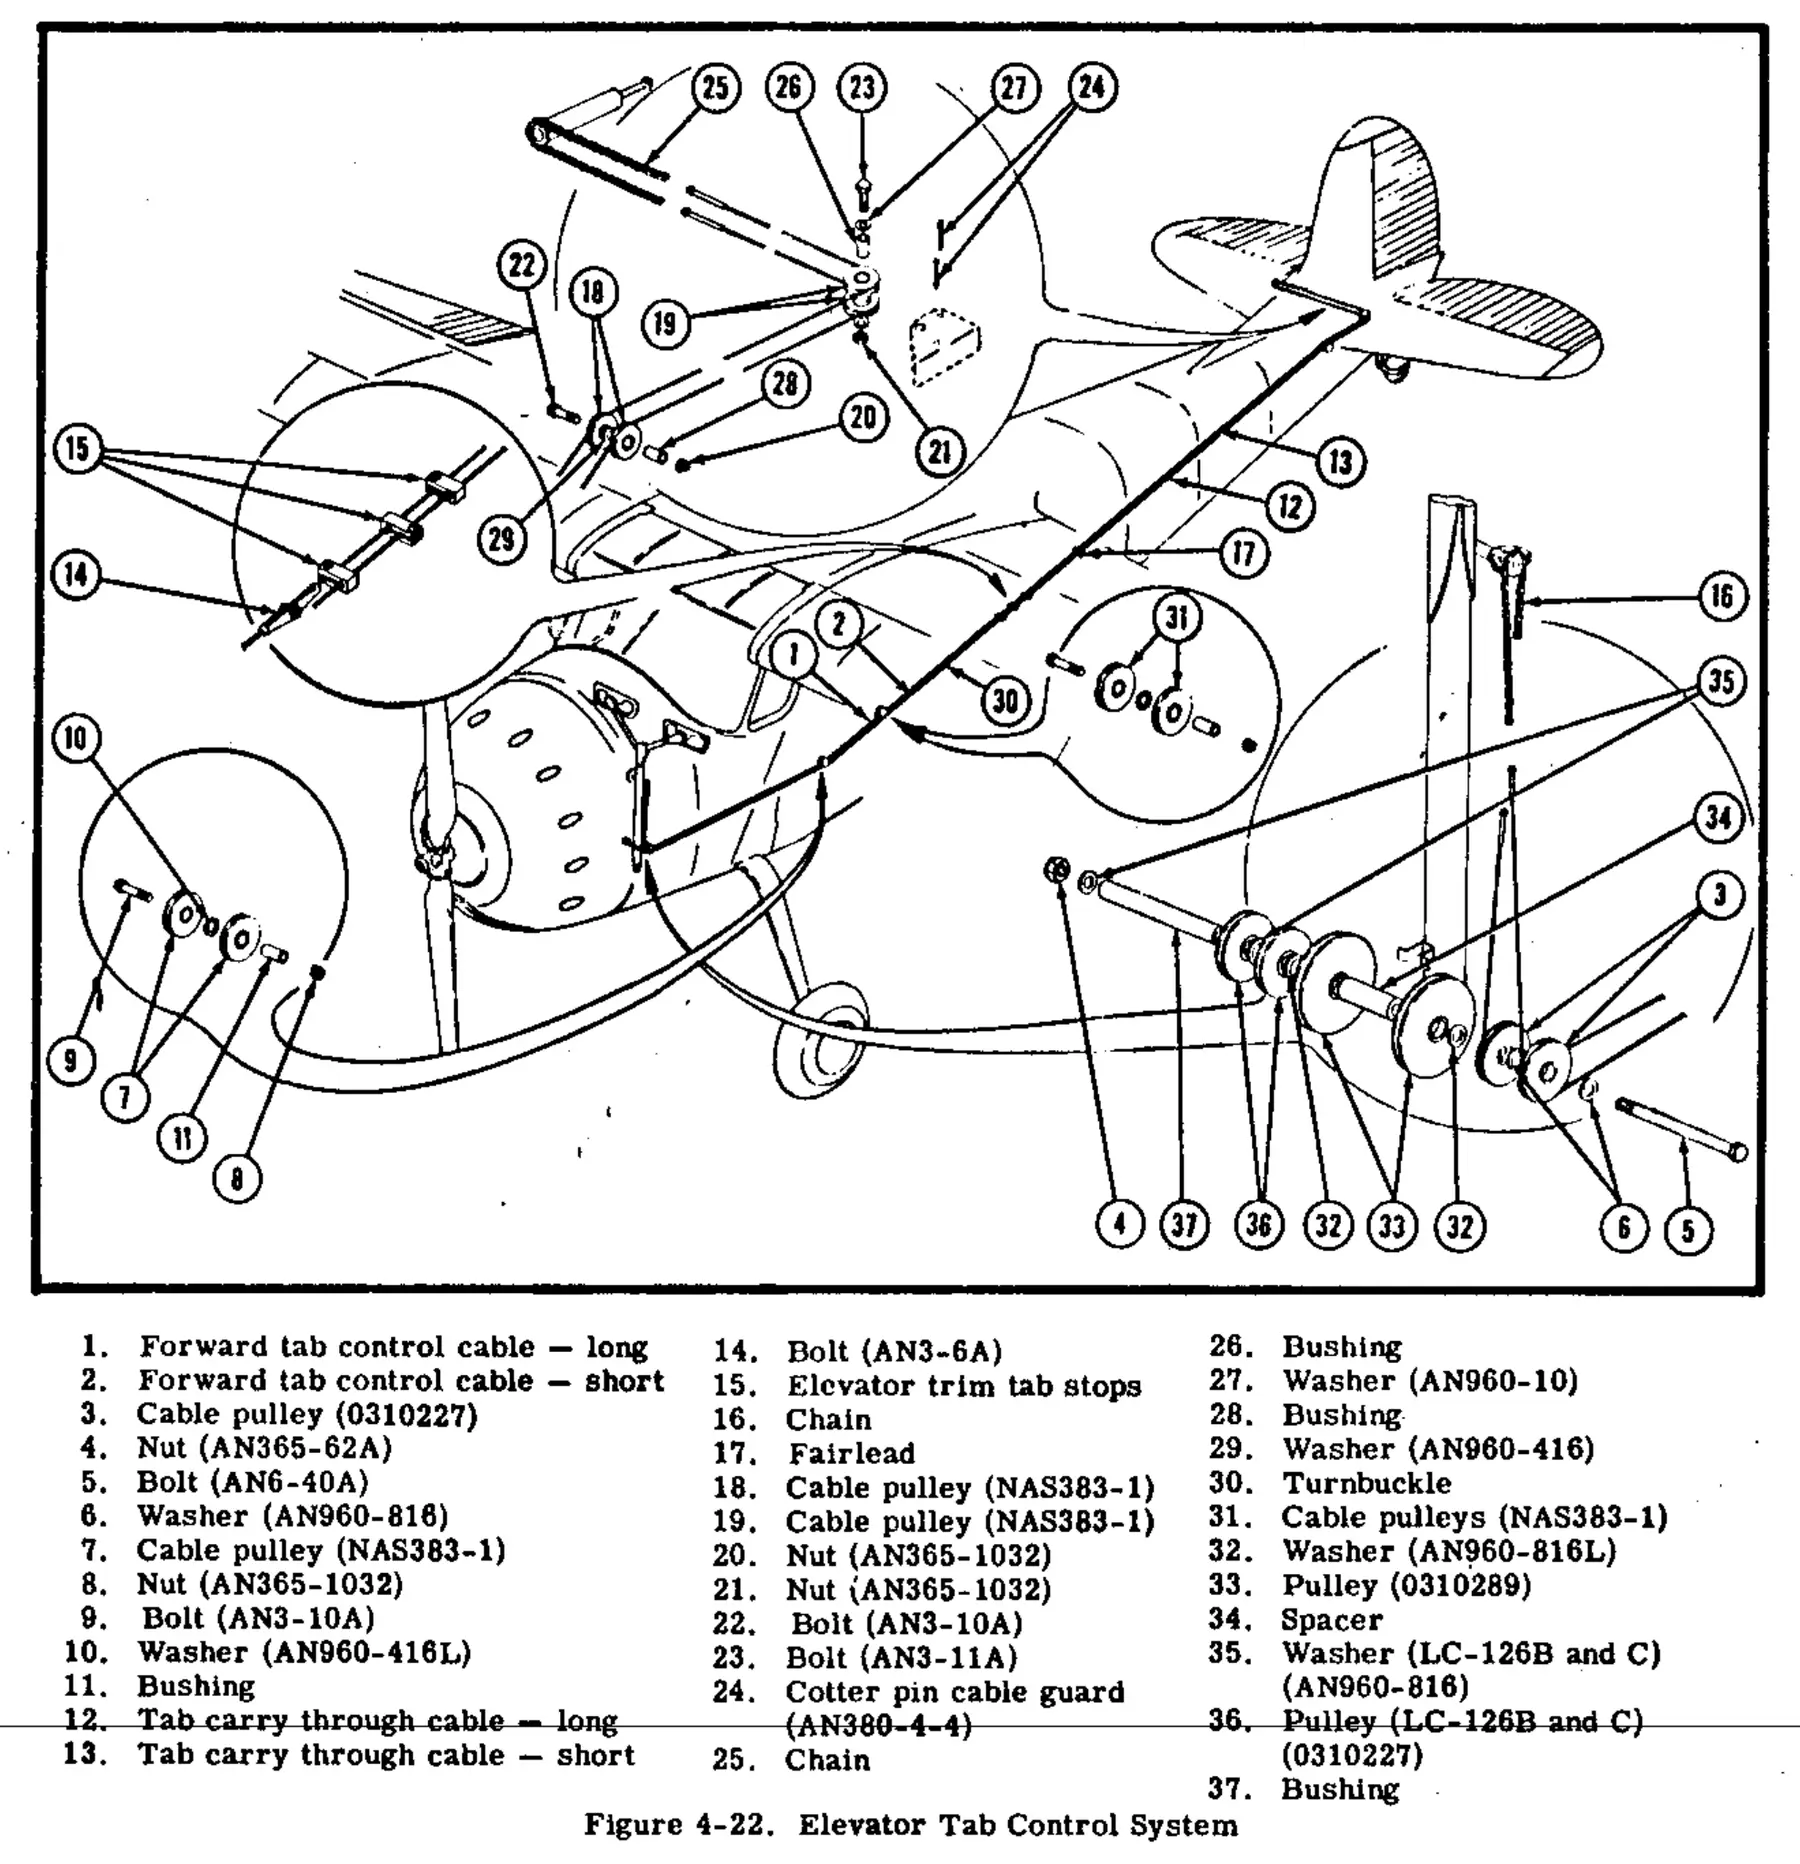 25 26 23 27 24
22 18
19
28
20
15
21
13
29
12
17
14
16
2 31
1
35
30
10
34
3
9
7
11
8
4 37 36 32 33 32 6 5
1. Forward tab control cable — long
2. Forward tab control cable — short
3. Cable pulley (0310227)
4. Nut (AN365-62A)
5. Bolt (AN6-40A)
6. Washer (AN960-816)
7. Cable pulley (NAS383-1)
8. Nut (AN365-1032)
9. Bolt (AN3-10A)
10. Washer (AN960-416L)
11. Bushing
12. Tab carry through cable — long
13. Tab carry through cable — short
14. Bolt (AN3-6A)
15. Elevator trim tab stops
16. Chain
17. Fairlead
18. Cable pulley (NAS383-1)
19. Cable pulley (NAS383-1)
20. Nut (AN365-1032)
21. Nut (AN365-1032)
22. Bolt (AN3-10A)
23. Bolt (AN3-11A)
24. Cotter pin cable guard
(AN380-4-4)
25. Chain
26. Bushing
27. Washer (AN960-10)
28. Bushing
29. Washer (AN960-416)
30. Turnbuckle
31. Cable pulleys (NAS383-1)
32. Washer (AN960-816L)
33. Pulley (0310289)
34. Spacer
35. Washer (LC-126B and C)
(AN960-816)
36. Pulley (LC-126B and C)
(0310227)
37. Bushing
Figure 4-22. Elevator Tab Control System